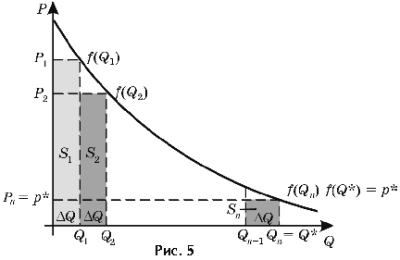 P
P₁ f(Q₁)
P₂ f(Q₂)
S₁ S₂
Pₙ = p* f(Qₙ) f(Q*) = p*
Sₙ
ΔQ ΔQ ΔQ
Q₁ Q₂ Qₙ₋₁ Qₙ = Q* Q
Рис. 5